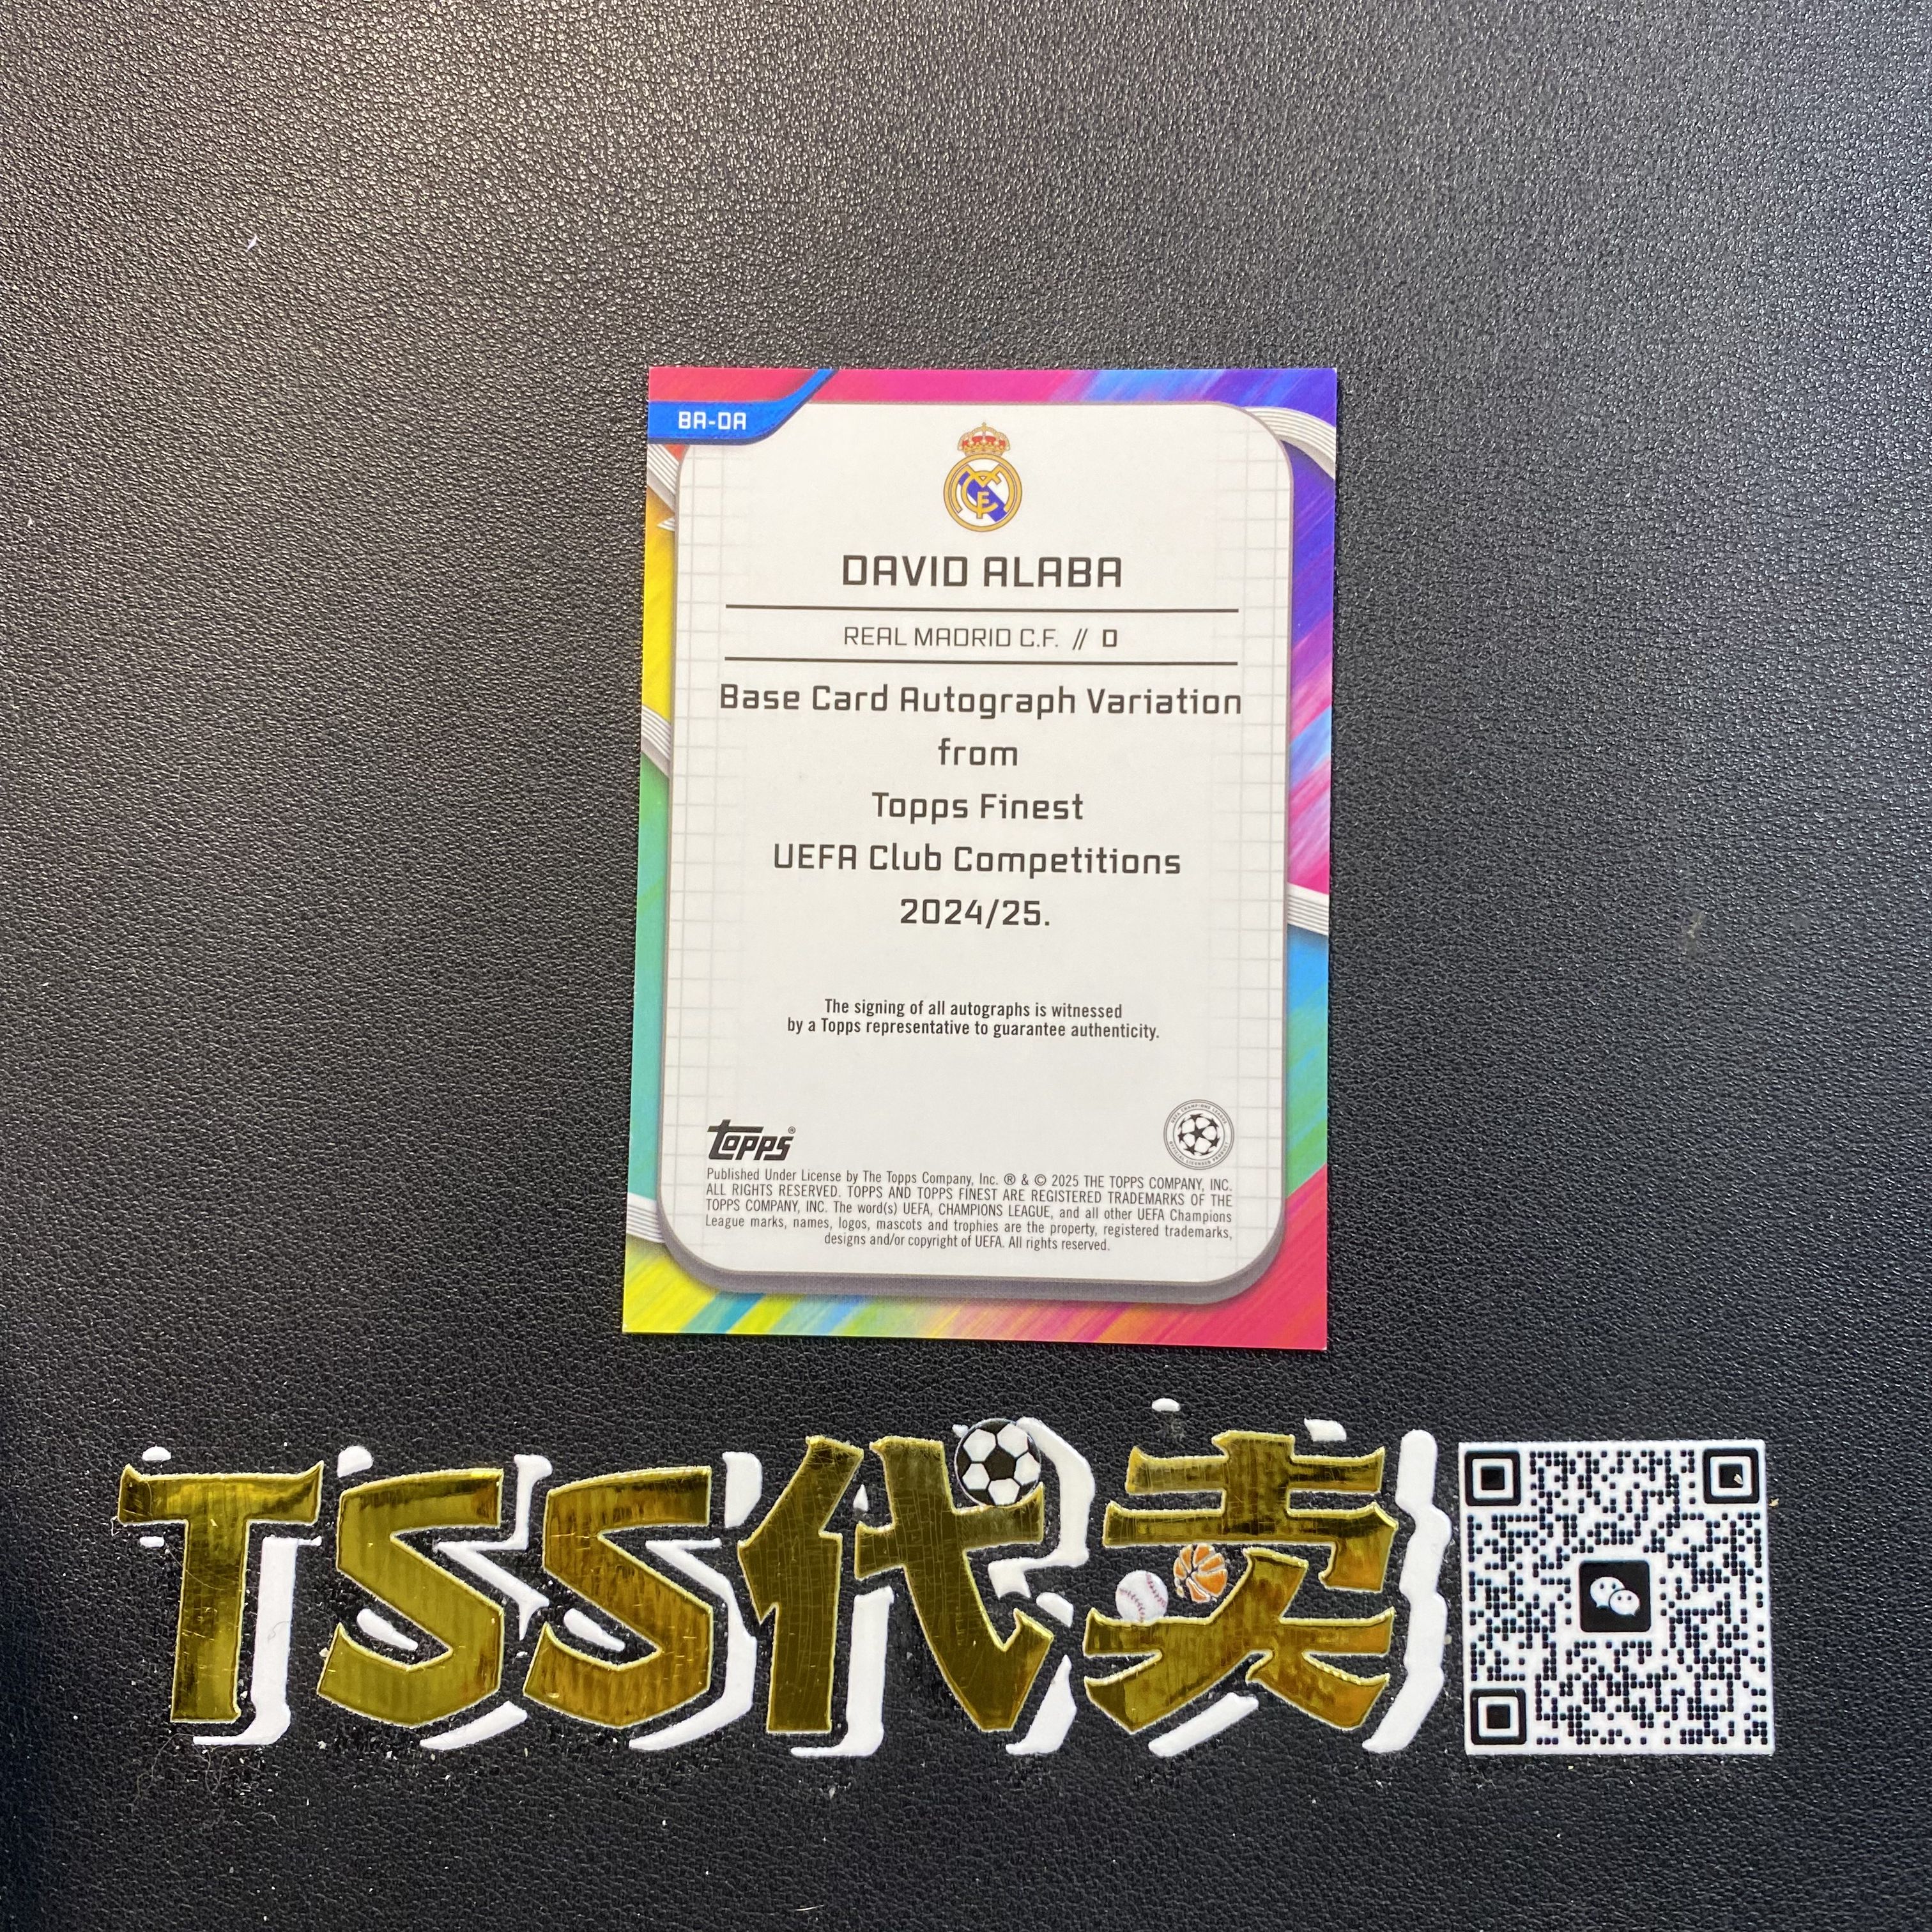 BA-DA
DAVID ALABA
REAL MADRID C.F. // D
Base Card Autograph Variation
from
Topps Finest
UEFA Club Competitions
2024/25.
The signing of all autographs is witnessed
by a Topps representative to guarantee authenticity.
Topps®
Published Under License by The Topps Company, Inc. ® & © 2025 THE TOPPS COMPANY, INC.
ALL RIGHTS RESERVED. TOPPS AND TOPPS FINEST ARE REGISTERED TRADEMARKS OF THE
TOPPS COMPANY, INC. The word(s) UEFA, CHAMPIONS LEAGUE, and all other UEFA Champions
League marks, names, logos, mascots and trophies are the property, registered trademarks,
designs and/or copyright of UEFA. All rights reserved.
TSS代卖